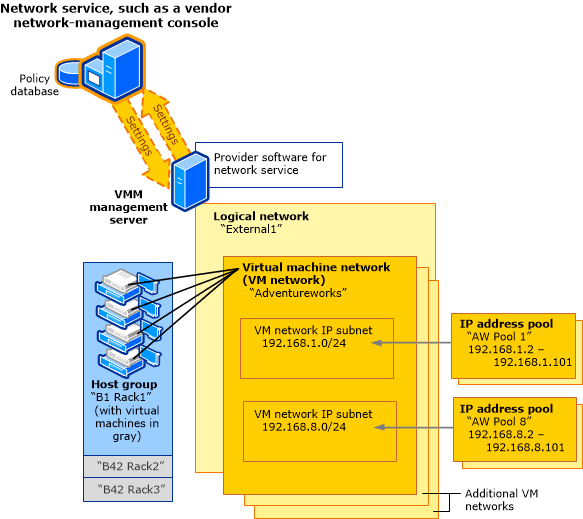 Network service, such as a vendor
network-management console
Policy
database
Settings
Settings
Provider software for
network service
VMM
management
server
Logical network
“External1”
Virtual machine network
(VM network)
“Adventureworks”
VM network IP subnet
192.168.1.0/24
IP address pool
“AW Pool 1”
192.168.1.2 –
192.168.1.101
Host group
“B1 Rack1”
(with virtual
machines in
gray)
VM network IP subnet
192.168.8.0/24
IP address pool
“AW Pool 8”
192.168.8.2 –
192.168.8.101
“B42 Rack2”
“B42 Rack3”
Additional VM
networks